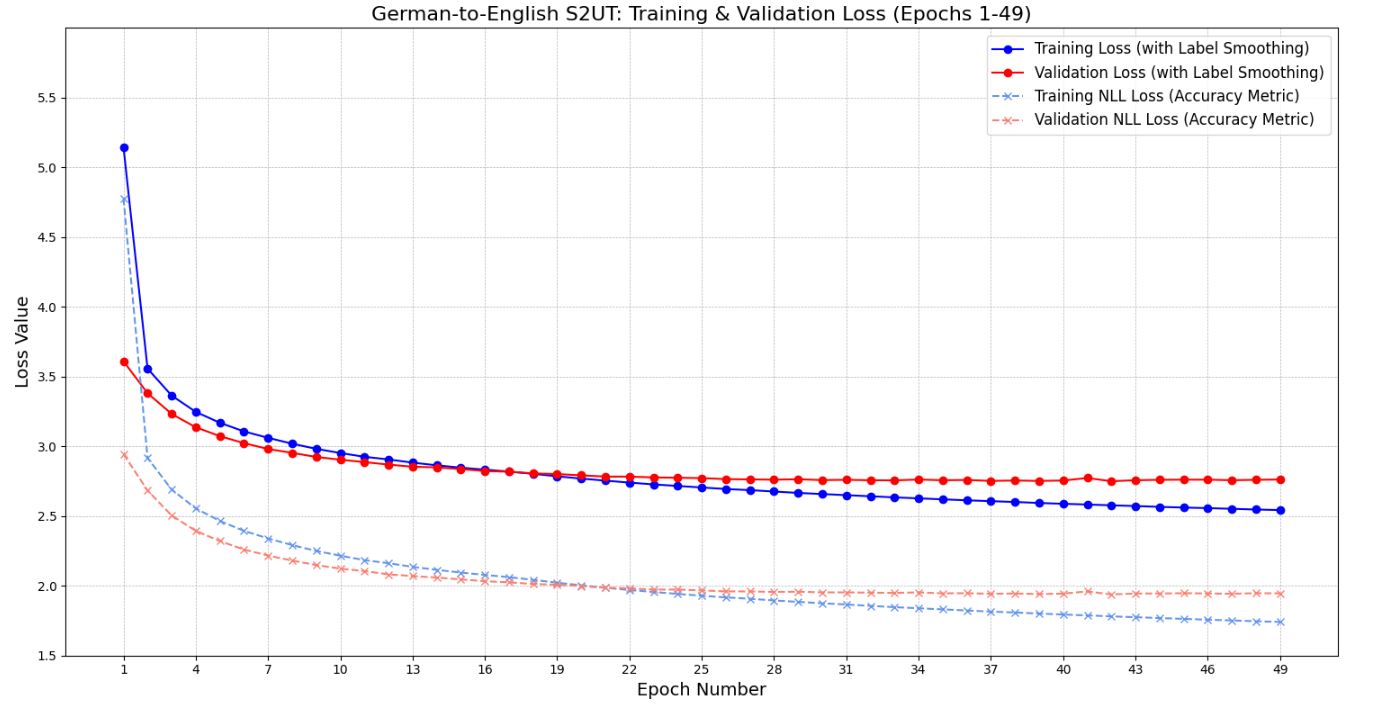 German-to-English S2UT: Training & Validation Loss (Epochs 1-49)
Training Loss (with Label Smoothing)
Validation Loss (with Label Smoothing)
Training NLL Loss (Accuracy Metric)
Validation NLL Loss (Accuracy Metric)
Loss Value
5.5
5.0
4.5
4.0
3.5
3.0
2.5
2.0
1.5
1 4 7 10 13 16 19 22 25 28 31 34 37 40 43 46 49
Epoch Number